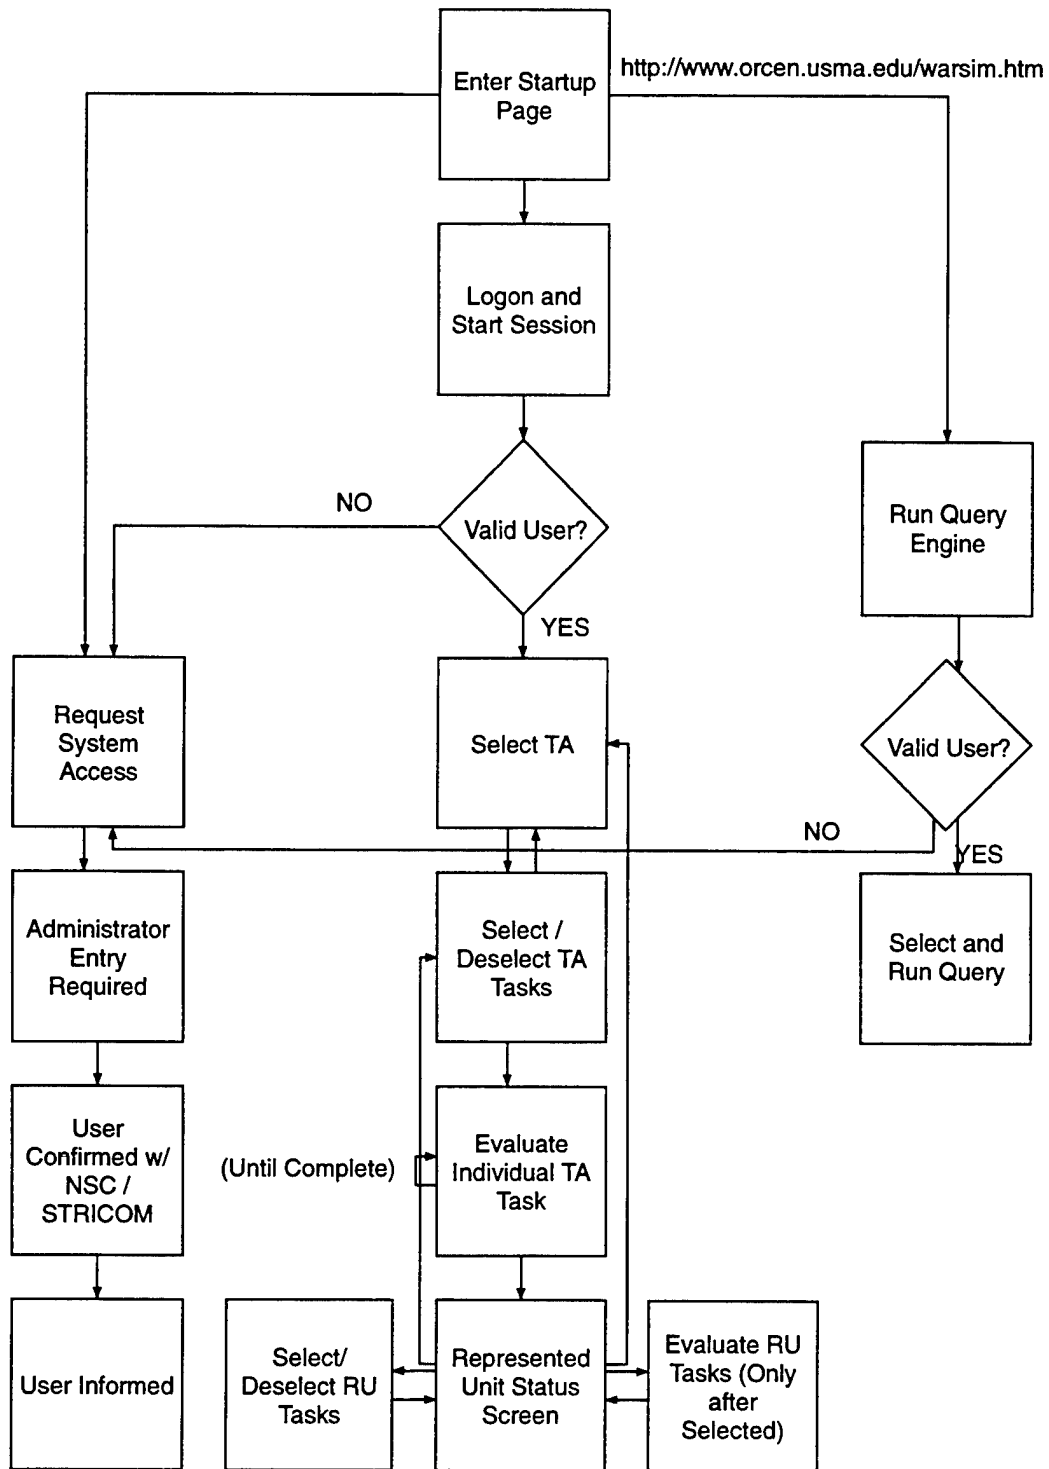 http://www.orcen.usma.edu/warsim.htm
Enter Startup
Page
Logon and
Start Session
NO
Valid User?
YES
Run Query
Engine
Request
System
Access
Select TA
Valid User?
NO
YES
Administrator
Entry
Required
Select /
Deselect TA
Tasks
Select and
Run Query
User
Confirmed w/
NSC /
STRICOM
(Until Complete)
Evaluate
Individual TA
Task
User Informed
Select/
Deselect RU
Tasks
Represented
Unit Status
Screen
Evaluate RU
Tasks (Only
after
Selected)